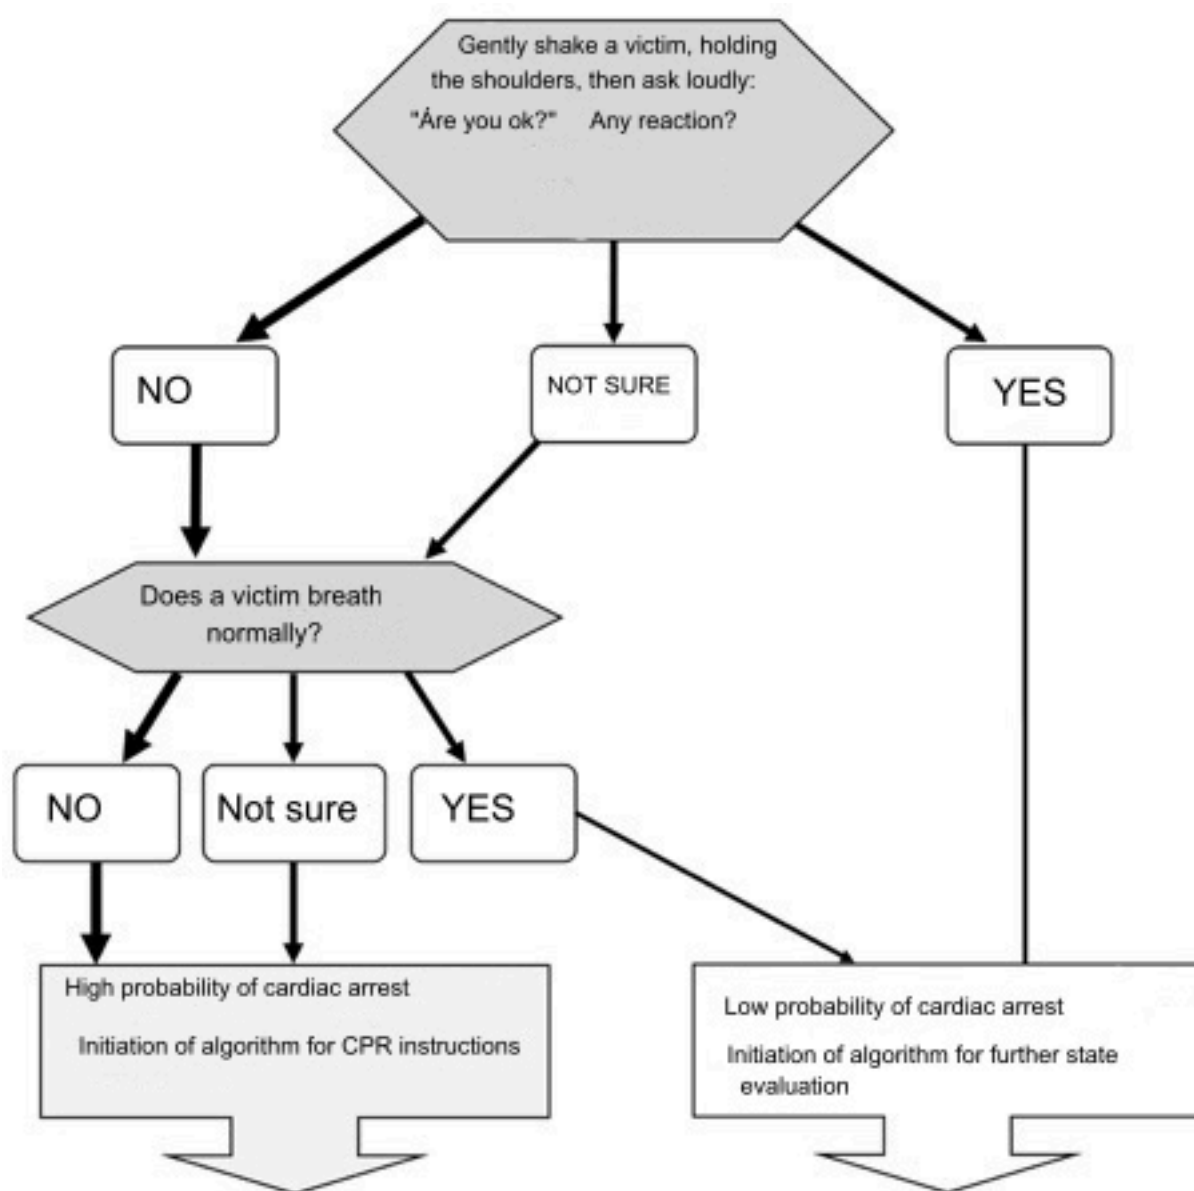 Gently shake a victim, holding
the shoulders, then ask loudly:
"Áre you ok?" Any reaction?
NO
NOT SURE
YES
Does a victim breath
normally?
NO
Not sure
YES
High probability of cardiac arrest
Initiation of algorithm for CPR instructions
Low probability of cardiac arrest
Initiation of algorithm for further state
evaluation